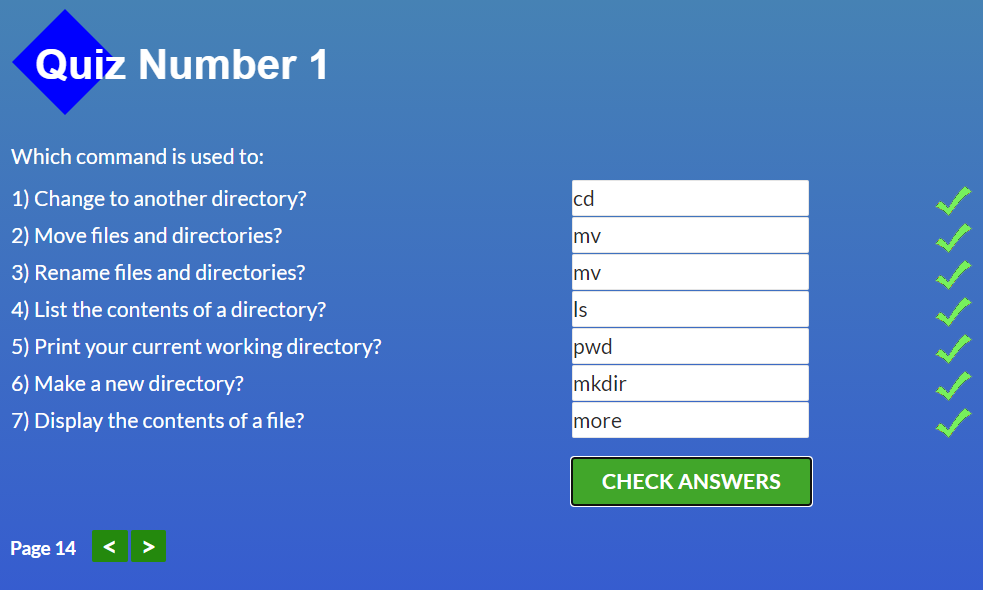 Quiz Number 1
Which command is used to:
1) Change to another directory? cd
2) Move files and directories? mv
3) Rename files and directories? mv
4) List the contents of a directory? ls
5) Print your current working directory? pwd
6) Make a new directory? mkdir
7) Display the contents of a file? more
CHECK ANSWERS
Page 14 < >